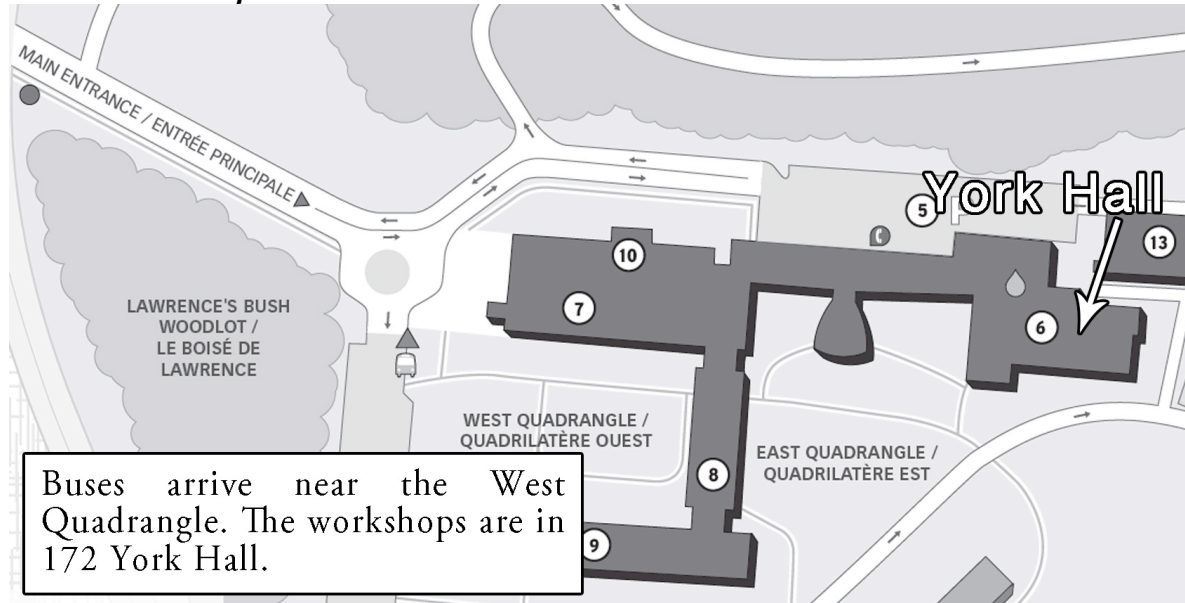 MAIN ENTRANCE / ENTRÉE PRINCIPALE
York Hall
5
13
10
7
6
LAWRENCE'S BUSH
WOODLOT /
LE BOISÉ DE
LAWRENCE
WEST QUADRANGLE /
QUADRILATÈRE OUEST
EAST QUADRANGLE /
QUADRILATÈRE EST
8
9
Buses arrive near the West
Quadrangle. The workshops are in
172 York Hall.